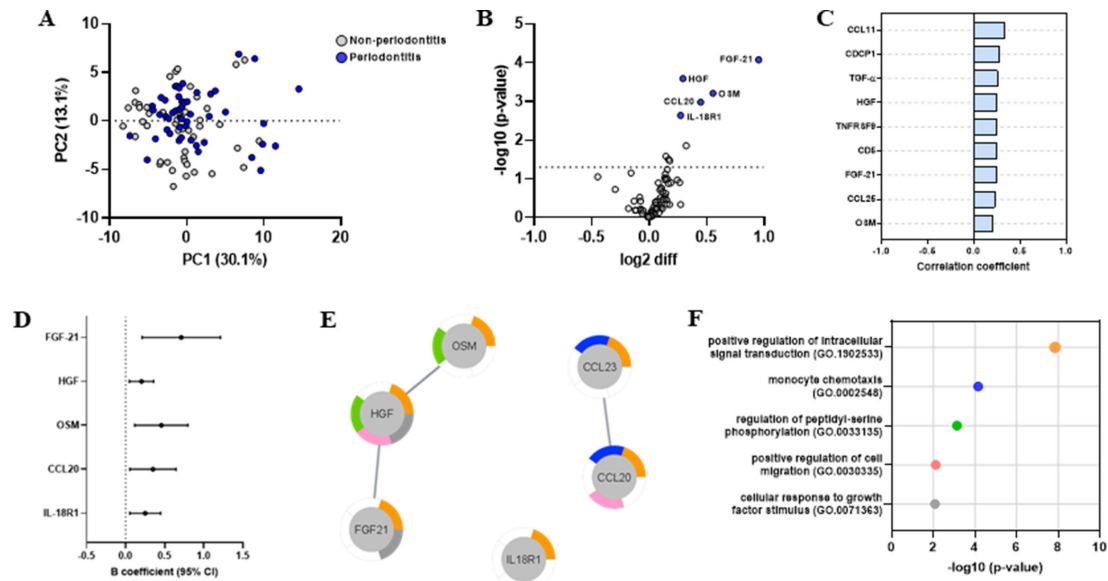 A
10
5
0
-5
-10
-10
0
10
20
PC2 (13.1%)
PC1 (30.1%)
Non-periodontitis
Periodontitis
B
5
4
3
2
1
0
-1.0
-0.5
0.0
0.5
1.0
-log10 (p-value)
log2 diff
FGF-21
HGF
OSM
CCL20
IL-18R1
C
CCL11
CDCP1
TGF-α
HGF
TNFRSF9
CD5
FGF-21
CCL25
OSM
-1.0
-0.5
0.0
0.5
1.0
Correlation coefficient
D
FGF-21
HGF
OSM
CCL20
IL-18R1
-0.5
0.0
0.5
1.0
1.5
B coefficient (95% CI)
E
OSM
HGF
FGF21
CCL23
CCL20
IL18R1
F
positive regulation of intracellular
signal transduction (GO.1902533)
monocyte chemotaxis
(GO.0002548)
regulation of peptidyl-serine
phosphorylation (GO.0033135)
positive regulation of cell
migration (GO.0030335)
cellular response to growth
factor stimulus (GO.0071363)
0
2
4
6
8
10
-log10 (p-value)